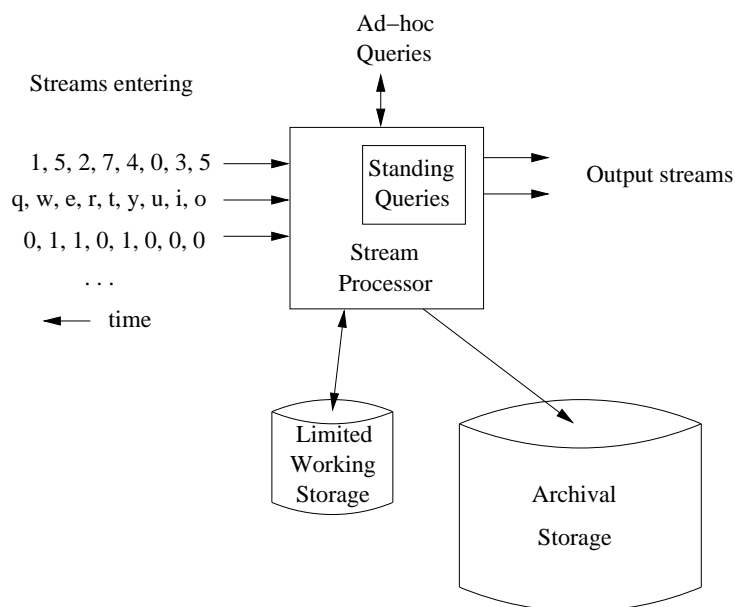 Ad−hoc
Queries
Streams entering
1, 5, 2, 7, 4, 0, 3, 5
q, w, e, r, t, y, u, i, o
0, 1, 1, 0, 1, 0, 0, 0
. . .
time
Standing
Queries
Stream
Processor
Output streams
Limited
Working
Storage
Archival
Storage